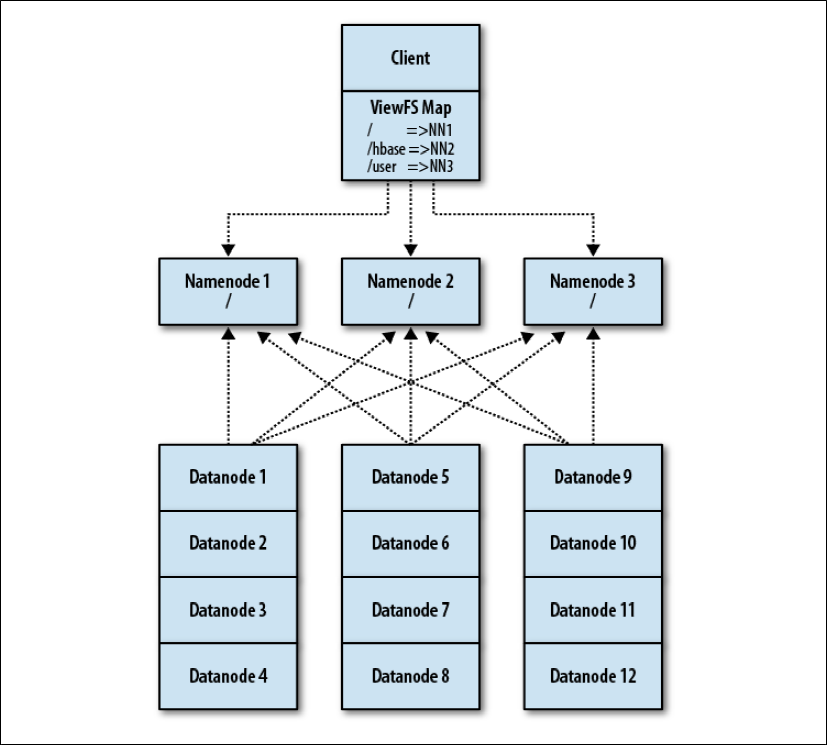 Client
ViewFS Map
/ =>NN1
/hbase =>NN2
/user =>NN3
Namenode 1
/
Namenode 2
/
Namenode 3
/
Datanode 1
Datanode 5
Datanode 9
Datanode 2
Datanode 6
Datanode 10
Datanode 3
Datanode 7
Datanode 11
Datanode 4
Datanode 8
Datanode 12